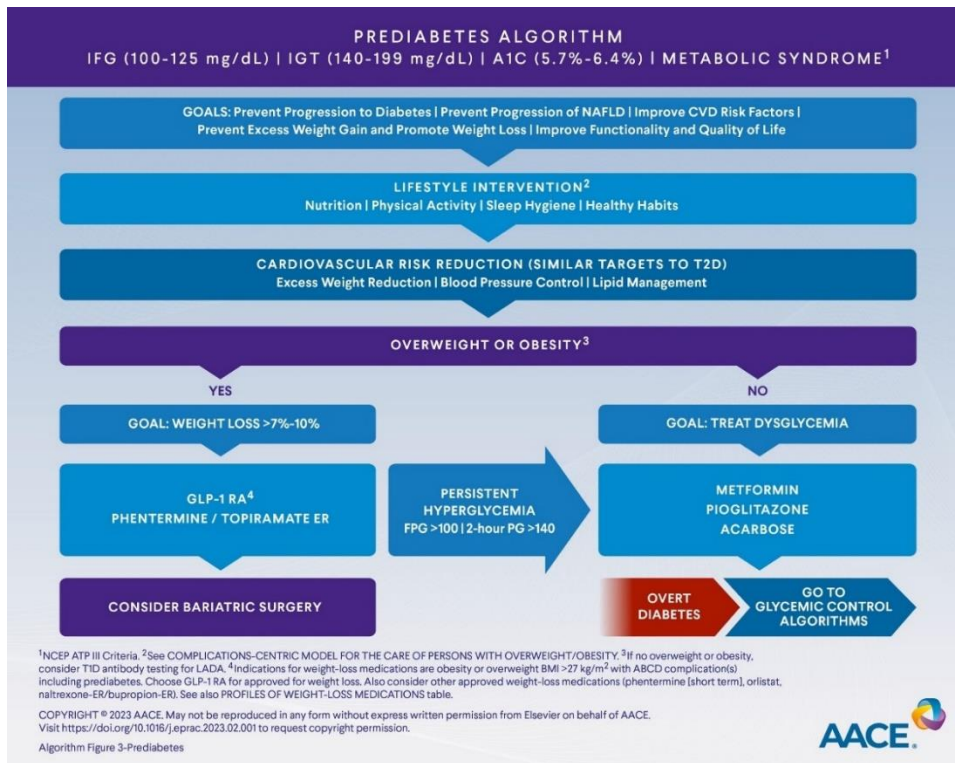 PREDIABETES ALGORITHM
IFG (100-125 mg/dL) | IGT (140-199 mg/dL) | A1C (5.7%-6.4%) | METABOLIC SYNDROME¹
GOALS: Prevent Progression to Diabetes | Prevent Progression of NAFLD | Improve CVD Risk Factors |
Prevent Excess Weight Gain and Promote Weight Loss | Improve Functionality and Quality of Life
LIFESTYLE INTERVENTION²
Nutrition | Physical Activity | Sleep Hygiene | Healthy Habits
CARDIOVASCULAR RISK REDUCTION (SIMILAR TARGETS TO T2D)
Excess Weight Reduction | Blood Pressure Control | Lipid Management
OVERWEIGHT OR OBESITY³
YES
NO
GOAL: WEIGHT LOSS >7%-10%
GOAL: TREAT DYSGLYCEMIA
GLP-1 RA⁴
PHENTERMINE / TOPIRAMATE ER
PERSISTENT
HYPERGLYCEMIA
FPG >100 | 2-hour PG >140
METFORMIN
PIOGLITAZONE
ACARBOSE
CONSIDER BARIATRIC SURGERY
OVERT
DIABETES
GO TO
GLYCEMIC CONTROL
ALGORITHMS
¹NCEP ATP III Criteria. ²See COMPLICATIONS-CENTRIC MODEL FOR THE CARE OF PERSONS WITH OVERWEIGHT/OBESITY. ³If no overweight or obesity,
consider T1D antibody testing for LADA. ⁴Indications for weight-loss medications are obesity or overweight BMI >27 kg/m² with ABCD complication(s)
including prediabetes. Choose GLP-1 RA for approved for weight loss. Also consider other approved weight-loss medications (phentermine [short term], orlistat,
naltrexone-ER/bupropion-ER). See also PROFILES OF WEIGHT-LOSS MEDICATIONS table.
COPYRIGHT © 2023 AACE. May not be reproduced in any form without express written permission from Elsevier on behalf of AACE.
Visit https://doi.org/10.1016/j.eprac.2023.02.001 to request copyright permission.
Algorithm Figure 3-Prediabetes
AACE.